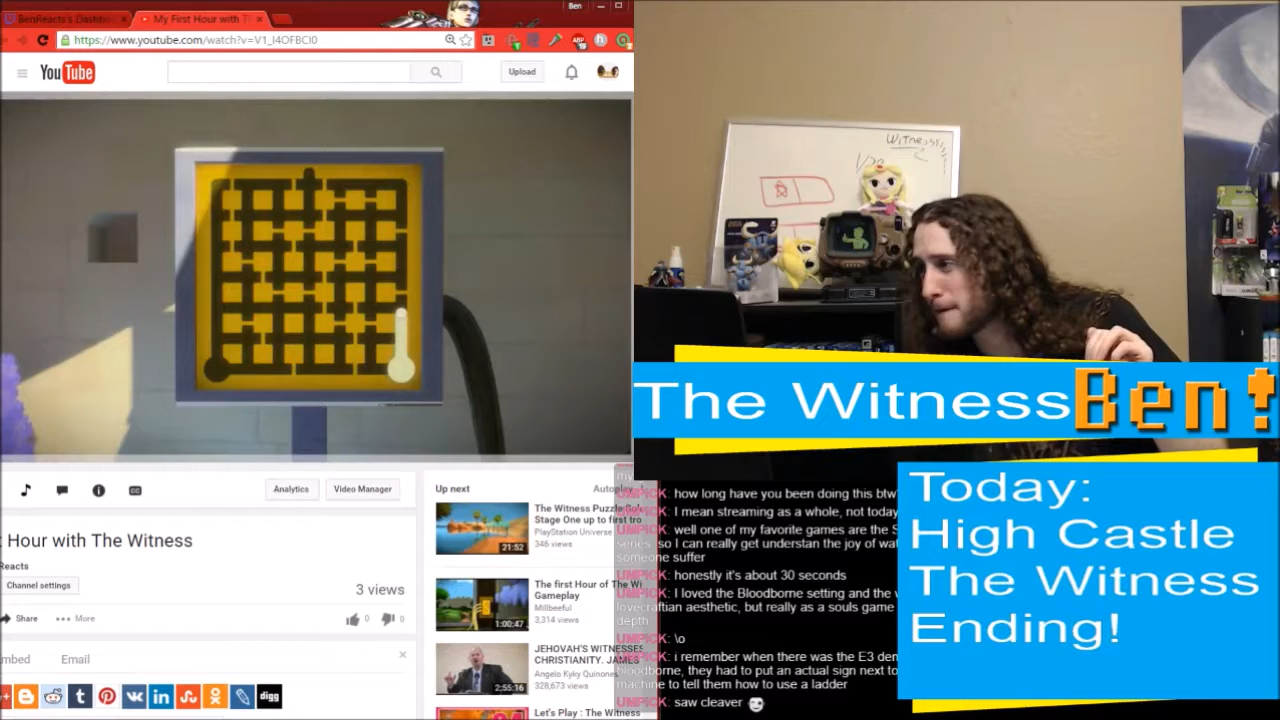 BenReacts's Dashbo
My First Hour with T
Ben
https://www.youtube.com/watch?v=V1_I4OFBCI0
YouTube
Upload
Witness
The WitnessBen!
Today:
High Castle
The Witness
Ending!
Analytics
Video Manager
Hour with The Witness
Reacts
Channel settings
3 views
Share
More
0
0
mbed
Email
digg
Up next
Autoplay
The Witness Puzzle
Stage One up to first tro
PlayStation Universe
346 views
21:52
The first Hour of The Wi
Gameplay
Millbeeful
3,314 views
1:00:47
JEHOVAH'S WITNESSES
CHRISTIANITY. JAMES
Angelo Kyky Quinones
328,673 views
2:55:16
Let's Play : The Witness
my
UMPICK: how long have you been doing this btw
UMPICK: I mean streaming as a whole, not today
UMPICK: well one of my favorite games are the S
series, so I can really get understan the joy of wat
someone suffer
UMPICK: honestly it's about 30 seconds
UMPICK: I loved the Bloodborne setting and the
lovecraftian aesthetic, but really as a souls game
depth
UMPICK: \o
UMPICK: i remember when there was the E3 den
bloodborne, they had to put an actual sign next to
machine to tell them how to use a ladder
UMPICK: saw cleaver